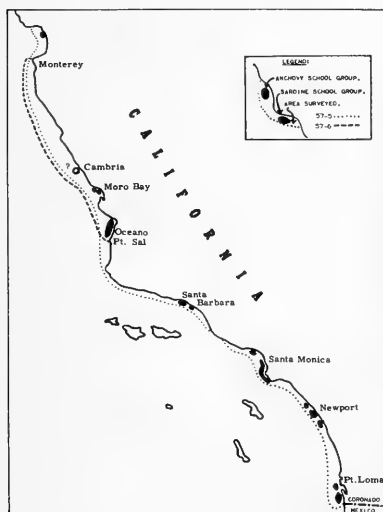 LEGEND:
ANCHOVY SCHOOL GROUP.
SARDINE SCHOOL GROUP.
AREA SURVEYED.
57-5
57-6
Monterey
CALIFORNIA
?
Cambria
Moro Bay
Oceano
Pt. Sal
Santa
Barbara
Santa Monica
Newport
Pt. Loma
CORONADO
MEXICO